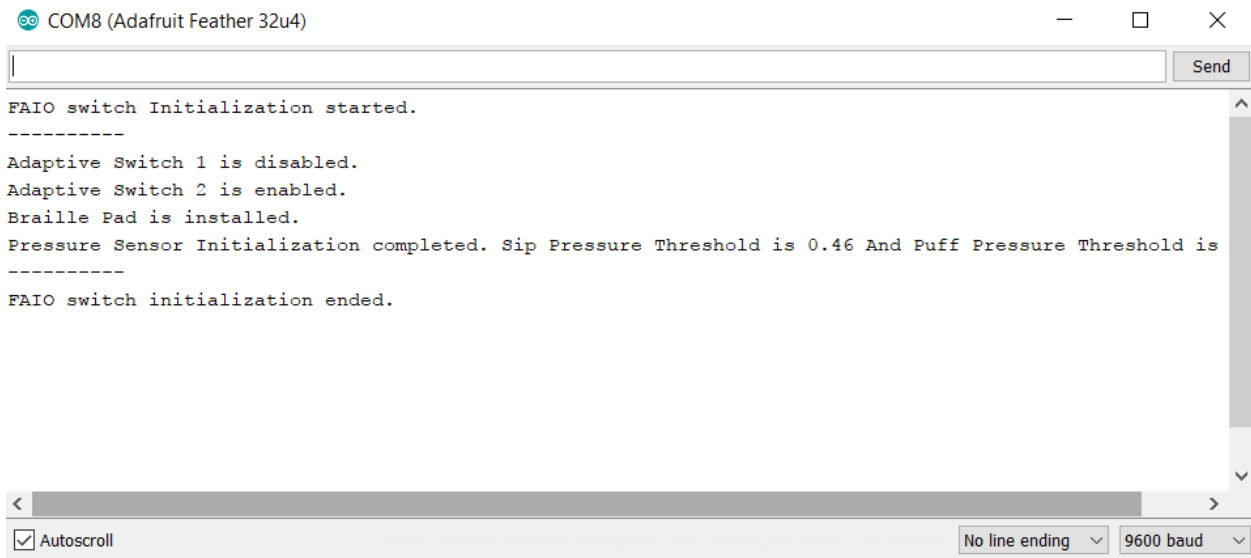 COM8 (Adafruit Feather 32u4)
Send
FAIO switch Initialization started.
----------
Adaptive Switch 1 is disabled.
Adaptive Switch 2 is enabled.
Braille Pad is installed.
Pressure Sensor Initialization completed. Sip Pressure Threshold is 0.46 And Puff Pressure Threshold is
----------
FAIO switch initialization ended.
Autoscroll
No line ending
9600 baud